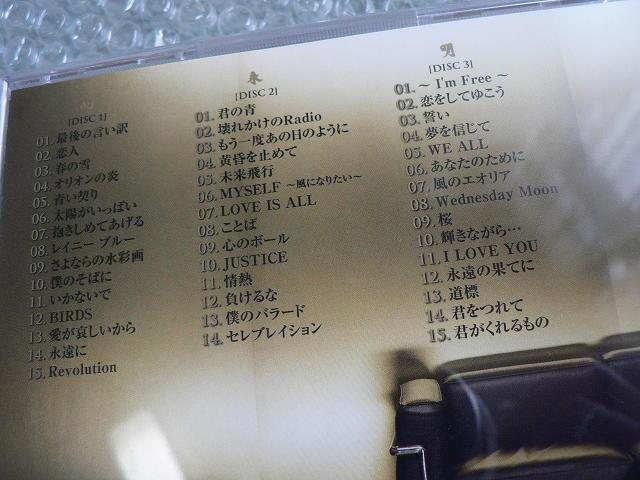 [DISC 1]
01. 最後の言い訳
02. 恋人
03. 春の雪
04. オリオンの炎
05. 青い契り
06. 太陽がいっぱい
07. 抱きしめてあげる
08. レイニー ブルー
09. さよならの水彩画
10. 僕のそばに
11. いかないで
12. BIRDS
13. 愛が哀しいから
14. 永遠に
15. Revolution
永
[DISC 2]
01. 君の青
02. 壊れかけのRadio
03. もう一度あの日のように
04. 黄昏を止めて
05. 未来飛行
06. MYSELF ～風になりたい～
07. LOVE IS ALL
08. ことば
09. 心のボール
10. JUSTICE
11. 情熱
12. 負けるな
13. 僕のバラード
14. セレブレイション
明
[DISC 3]
01. ～ I'm Free ～
02. 恋をしてゆこう
03. 誓い
04. 夢を信じて
05. WE ALL
06. あなたのために
07. 風のエオリア
08. Wednesday Moon
09. 桜
10. 輝きながら…
11. I LOVE YOU
12. 永遠の果てに
13. 道標
14. 君をつれて
15. 君がくれるもの